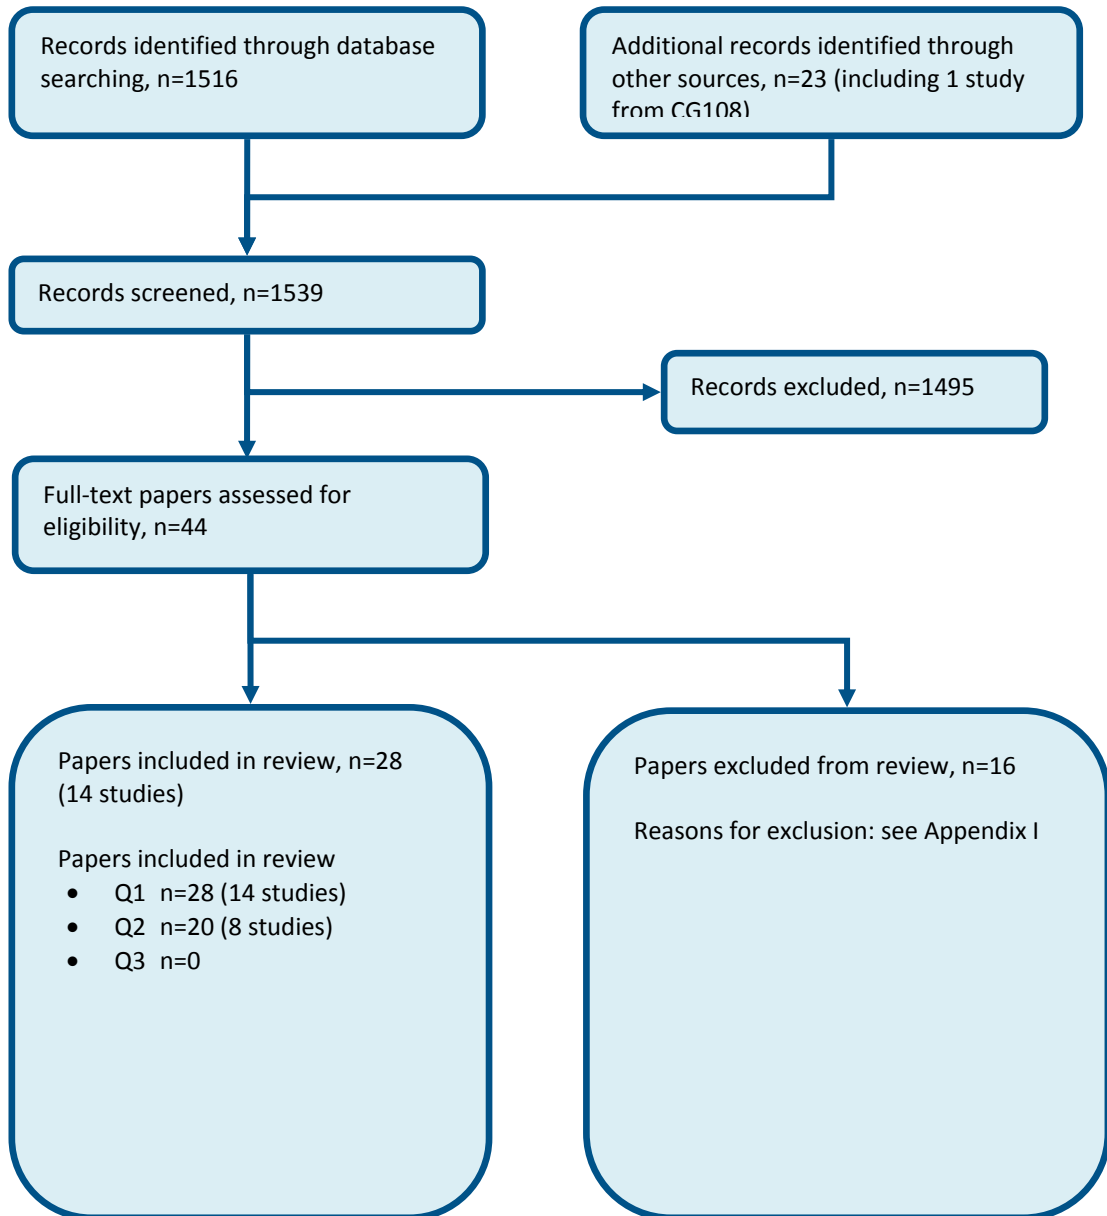 Records identified through database
searching, n=1516
Additional records identified through
other sources, n=23 (including 1 study
from CG108)
Records screened, n=1539
Records excluded, n=1495
Full-text papers assessed for
eligibility, n=44
Papers included in review, n=28
(14 studies)
Papers included in review
• Q1 n=28 (14 studies)
• Q2 n=20 (8 studies)
• Q3 n=0
Papers excluded from review, n=16
Reasons for exclusion: see Appendix I